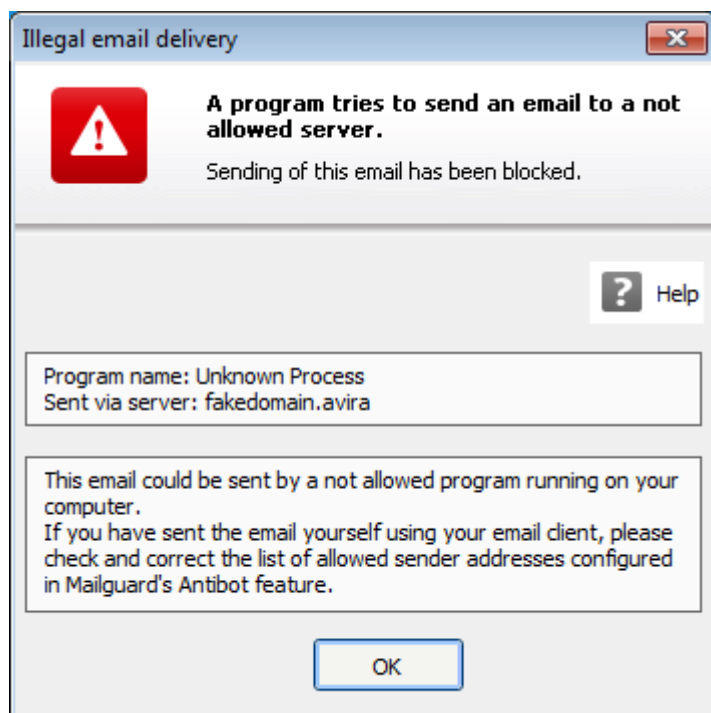 Illegal email delivery
A program tries to send an email to a not
allowed server.
Sending of this email has been blocked.
Help
Program name: Unknown Process
Sent via server: fakedomain.avira
This email could be sent by a not allowed program running on your
computer.
If you have sent the email yourself using your email client, please
check and correct the list of allowed sender addresses configured
in Mailguard's Antibot feature.
OK